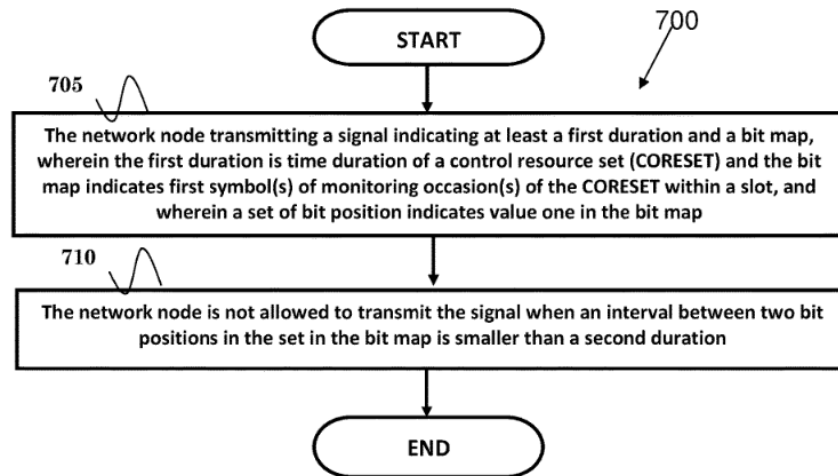 START
700
705
The network node transmitting a signal indicating at least a first duration and a bit map,
wherein the first duration is time duration of a control resource set (CORESET) and the bit
map indicates first symbol(s) of monitoring occasion(s) of the CORESET within a slot, and
wherein a set of bit position indicates value one in the bit map
710
The network node is not allowed to transmit the signal when an interval between two bit
positions in the set in the bit map is smaller than a second duration
END